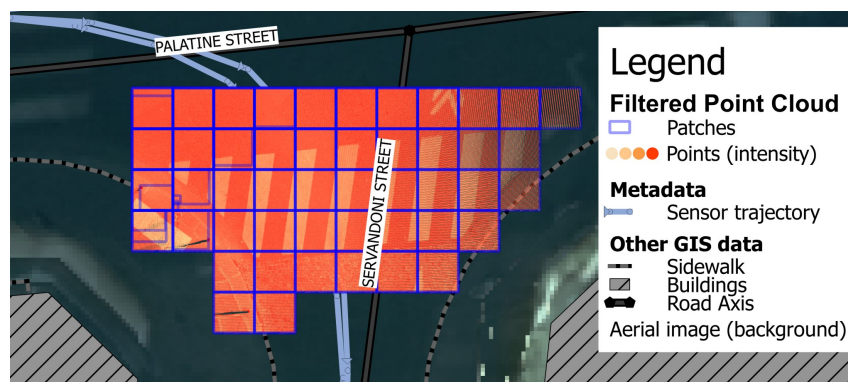 PALATINE STREET
SERVANDONI STREET
Legend
Filtered Point Cloud
Patches
Points (intensity)
Metadata
Sensor trajectory
Other GIS data
Sidewalk
Buildings
Road Axis
Aerial image (background)